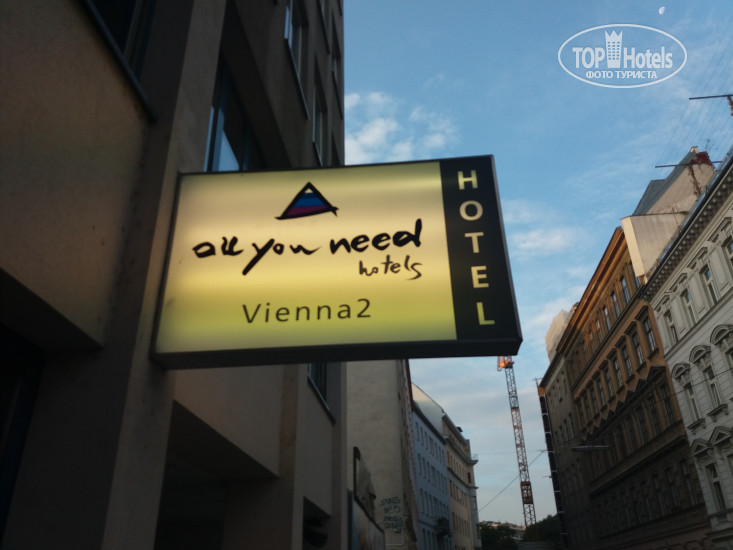 TOP Hotels
ФОТО ТУРИСТА
all you need
hotels
Vienna2
HOTEL